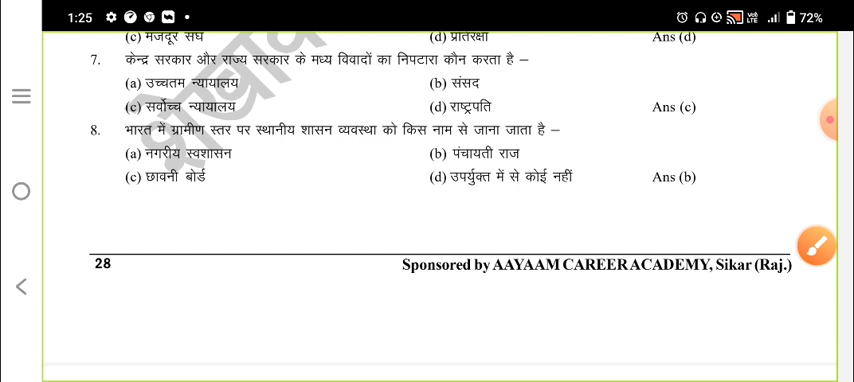 1:25
VoD LTE 72%
(c) मजदूर संघ (d) प्रतिरक्षा Ans (d)
7. केन्द्र सरकार और राज्य सरकार के मध्य विवादों का निपटारा कौन करता है –
(a) उच्चतम न्यायालय (b) संसद
(c) सर्वोच्च न्यायालय (d) राष्ट्रपति Ans (c)
8. भारत में ग्रामीण स्तर पर स्थानीय शासन व्यवस्था को किस नाम से जाना जाता है –
(a) नगरीय स्वशासन (b) पंचायती राज
(c) छावनी बोर्ड (d) उपर्युक्त में से कोई नहीं Ans (b)
28 Sponsored by AAYAAM CAREER ACADEMY, Sikar (Raj.)